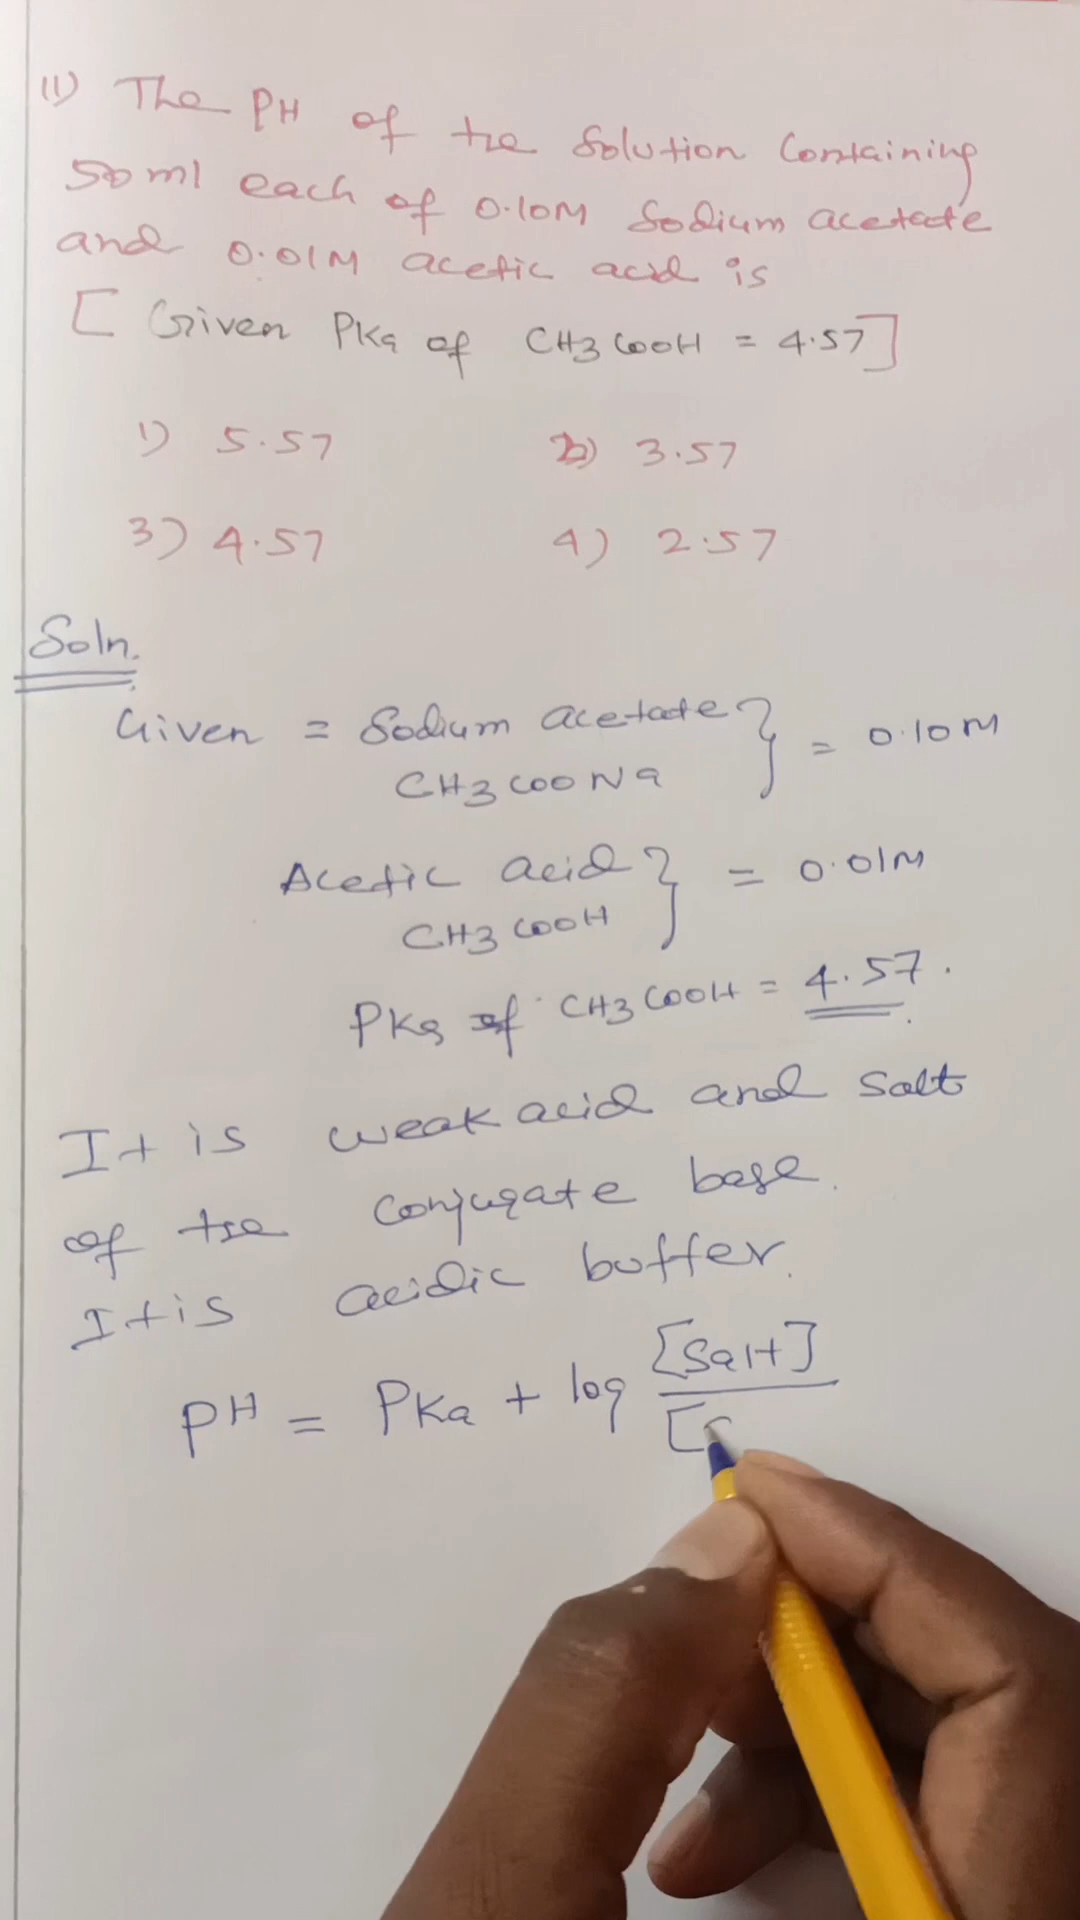 11) The PH of the Solution Containing
50 ml each of 0.10M Sodium acetate
and 0.01M acetic acid is
[ Given PKa of CH3COOH = 4.57 ]
1) 5.57 2) 3.57
3) 4.57 4) 2.57
Soln.
Given = Sodium acetate
CH3COONa } = 0.10M
Acetic acid
CH3COOH } = 0.01M
PKa of CH3COOH = 4.57.
It is weak acid and salt
of the conjugate base.
It is acidic buffer.
PH = PKa + log [Salt]
[